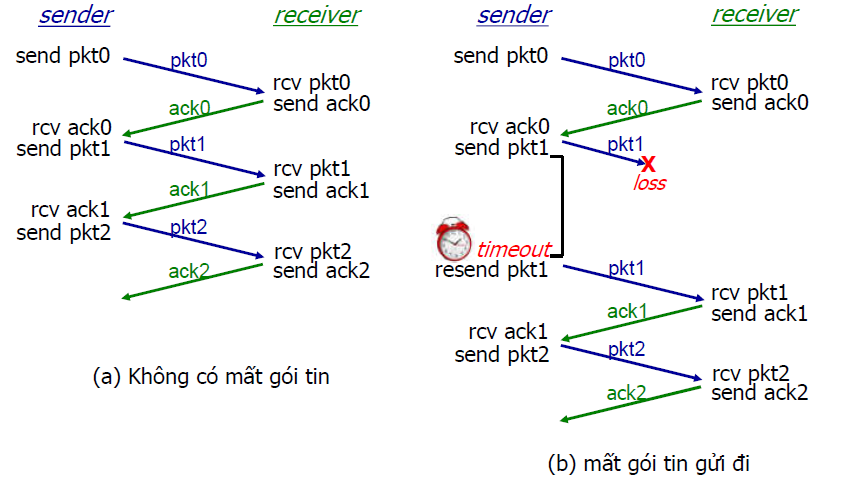 sender
receiver
send pkt0
pkt0
rcv pkt0
send ack0
ack0
rcv ack0
send pkt1
pkt1
rcv pkt1
send ack1
ack1
rcv ack1
send pkt2
pkt2
rcv pkt2
send ack2
ack2
(a) Không có mất gói tin
sender
receiver
send pkt0
pkt0
rcv pkt0
send ack0
ack0
rcv ack0
send pkt1
pkt1
X
loss
timeout
resend pkt1
pkt1
rcv pkt1
send ack1
ack1
rcv ack1
send pkt2
pkt2
rcv pkt2
send ack2
ack2
(b) mất gói tin gửi đi